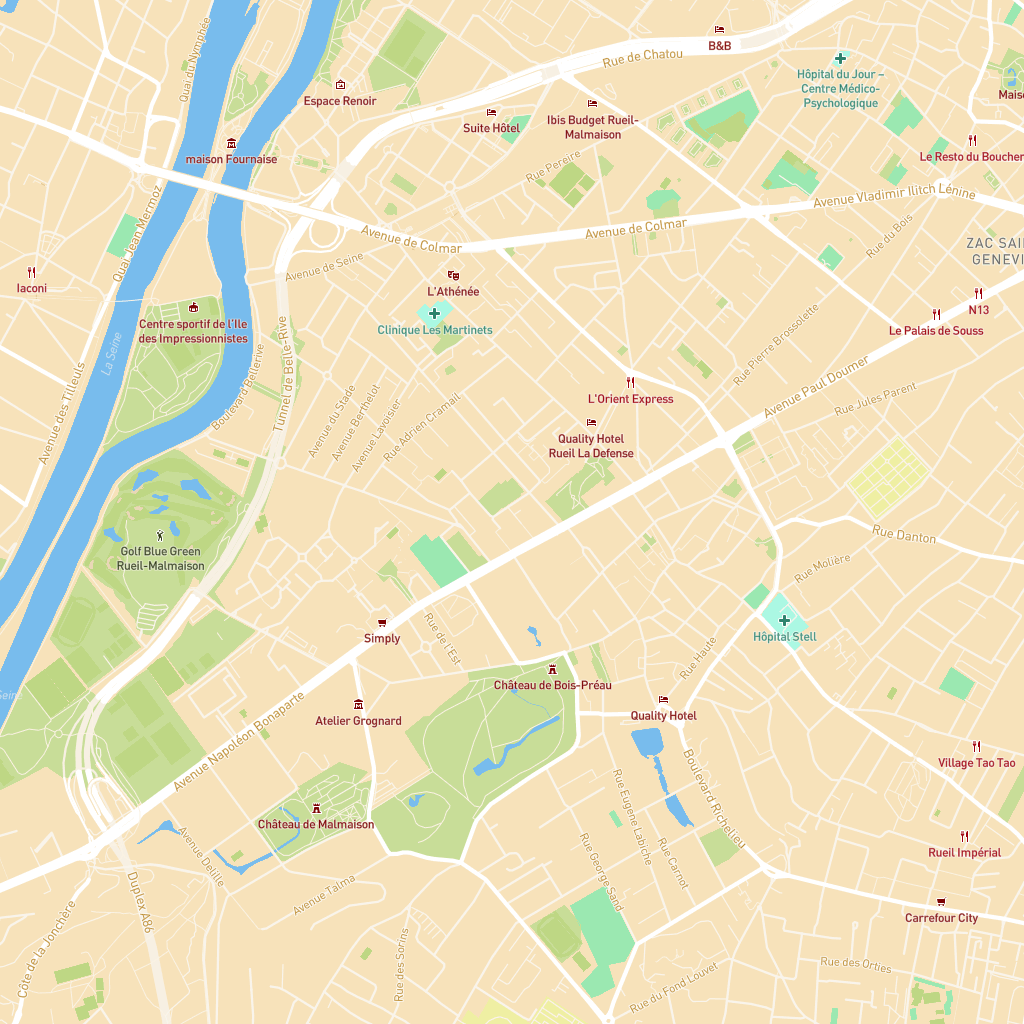 Quai du Nymphée
B&B
Rue de Chatou
Hôpital du Jour –
Centre Médico-
Psychologique
Espace Renoir
Suite Hôtel
Ibis Budget Rueil-
Malmaison
maison Fournaise
Le Resto du Boucher
Rue Pereire
Quai Jean Mermoz
Avenue Vladimir Ilitch Lénine
Avenue de Colmar
Avenue de Colmar
Rue du Bois
Avenue de Seine
Iaconi
L'Athénée
N13
Centre sportif de l'Ile
des Impressionnistes
Clinique Les Martinets
Le Palais de Souss
La Seine
Tunnel de Belle-Rive
Rue Pierre Brossolette
Boulevard Bellerive
Avenue des Tilleuls
Avenue du Stade
Avenue Berthelot
Avenue Lavoisier
Rue Adrien Cramail
L'Orient Express
Avenue Paul Doumer
Rue Jules Parent
Quality Hotel
Rueil La Defense
Golf Blue Green
Rueil-Malmaison
Rue Danton
Rue Molière
Simply
Rue de l'Est
Hôpital Stell
Rue Haute
Château de Bois-Préau
Seine
Avenue Napoléon Bonaparte
Atelier Grognard
Quality Hotel
Village Tao Tao
Boulevard Richelieu
Rue Eugene Labiche
Château de Malmaison
Rue Carnot
Rue George Sand
Rueil Impérial
Avenue Delille
Duplex A86
Avenue Talma
Carrefour City
Côte de la Jonchère
Rue des Sorins
Rue des Orties
Rue du Fond Louvet